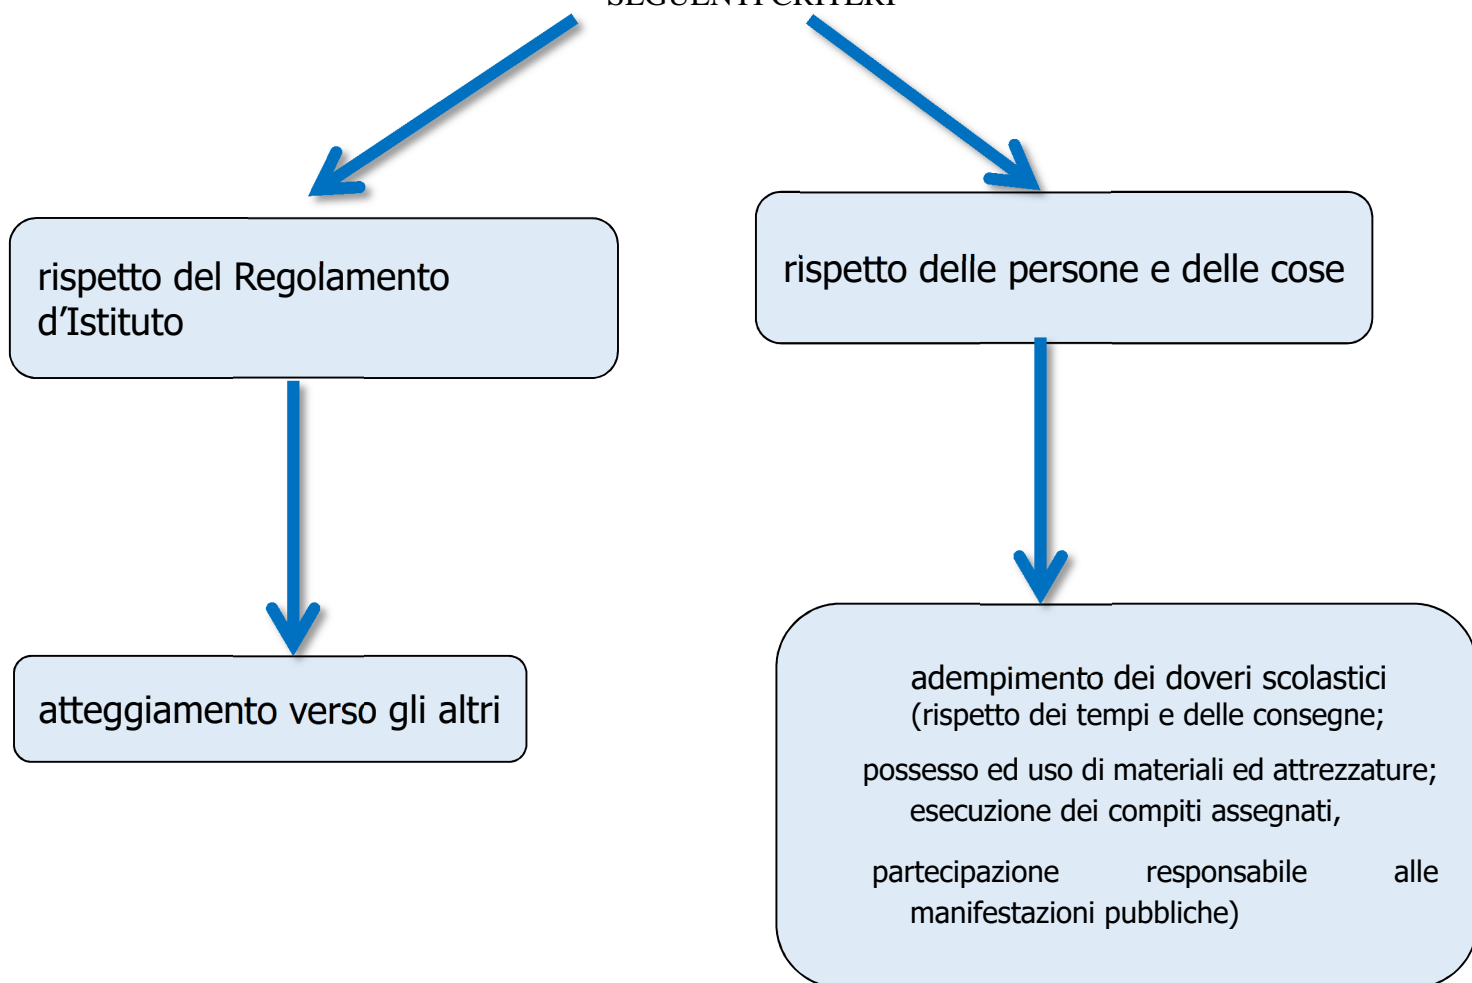 SEGUENTI CRITERI
rispetto del Regolamento
d’Istituto
rispetto delle persone e delle cose
atteggiamento verso gli altri
adempimento dei doveri scolastici
(rispetto dei tempi e delle consegne;
possesso ed uso di materiali ed attrezzature;
esecuzione dei compiti assegnati,
partecipazione responsabile alle
manifestazioni pubbliche)